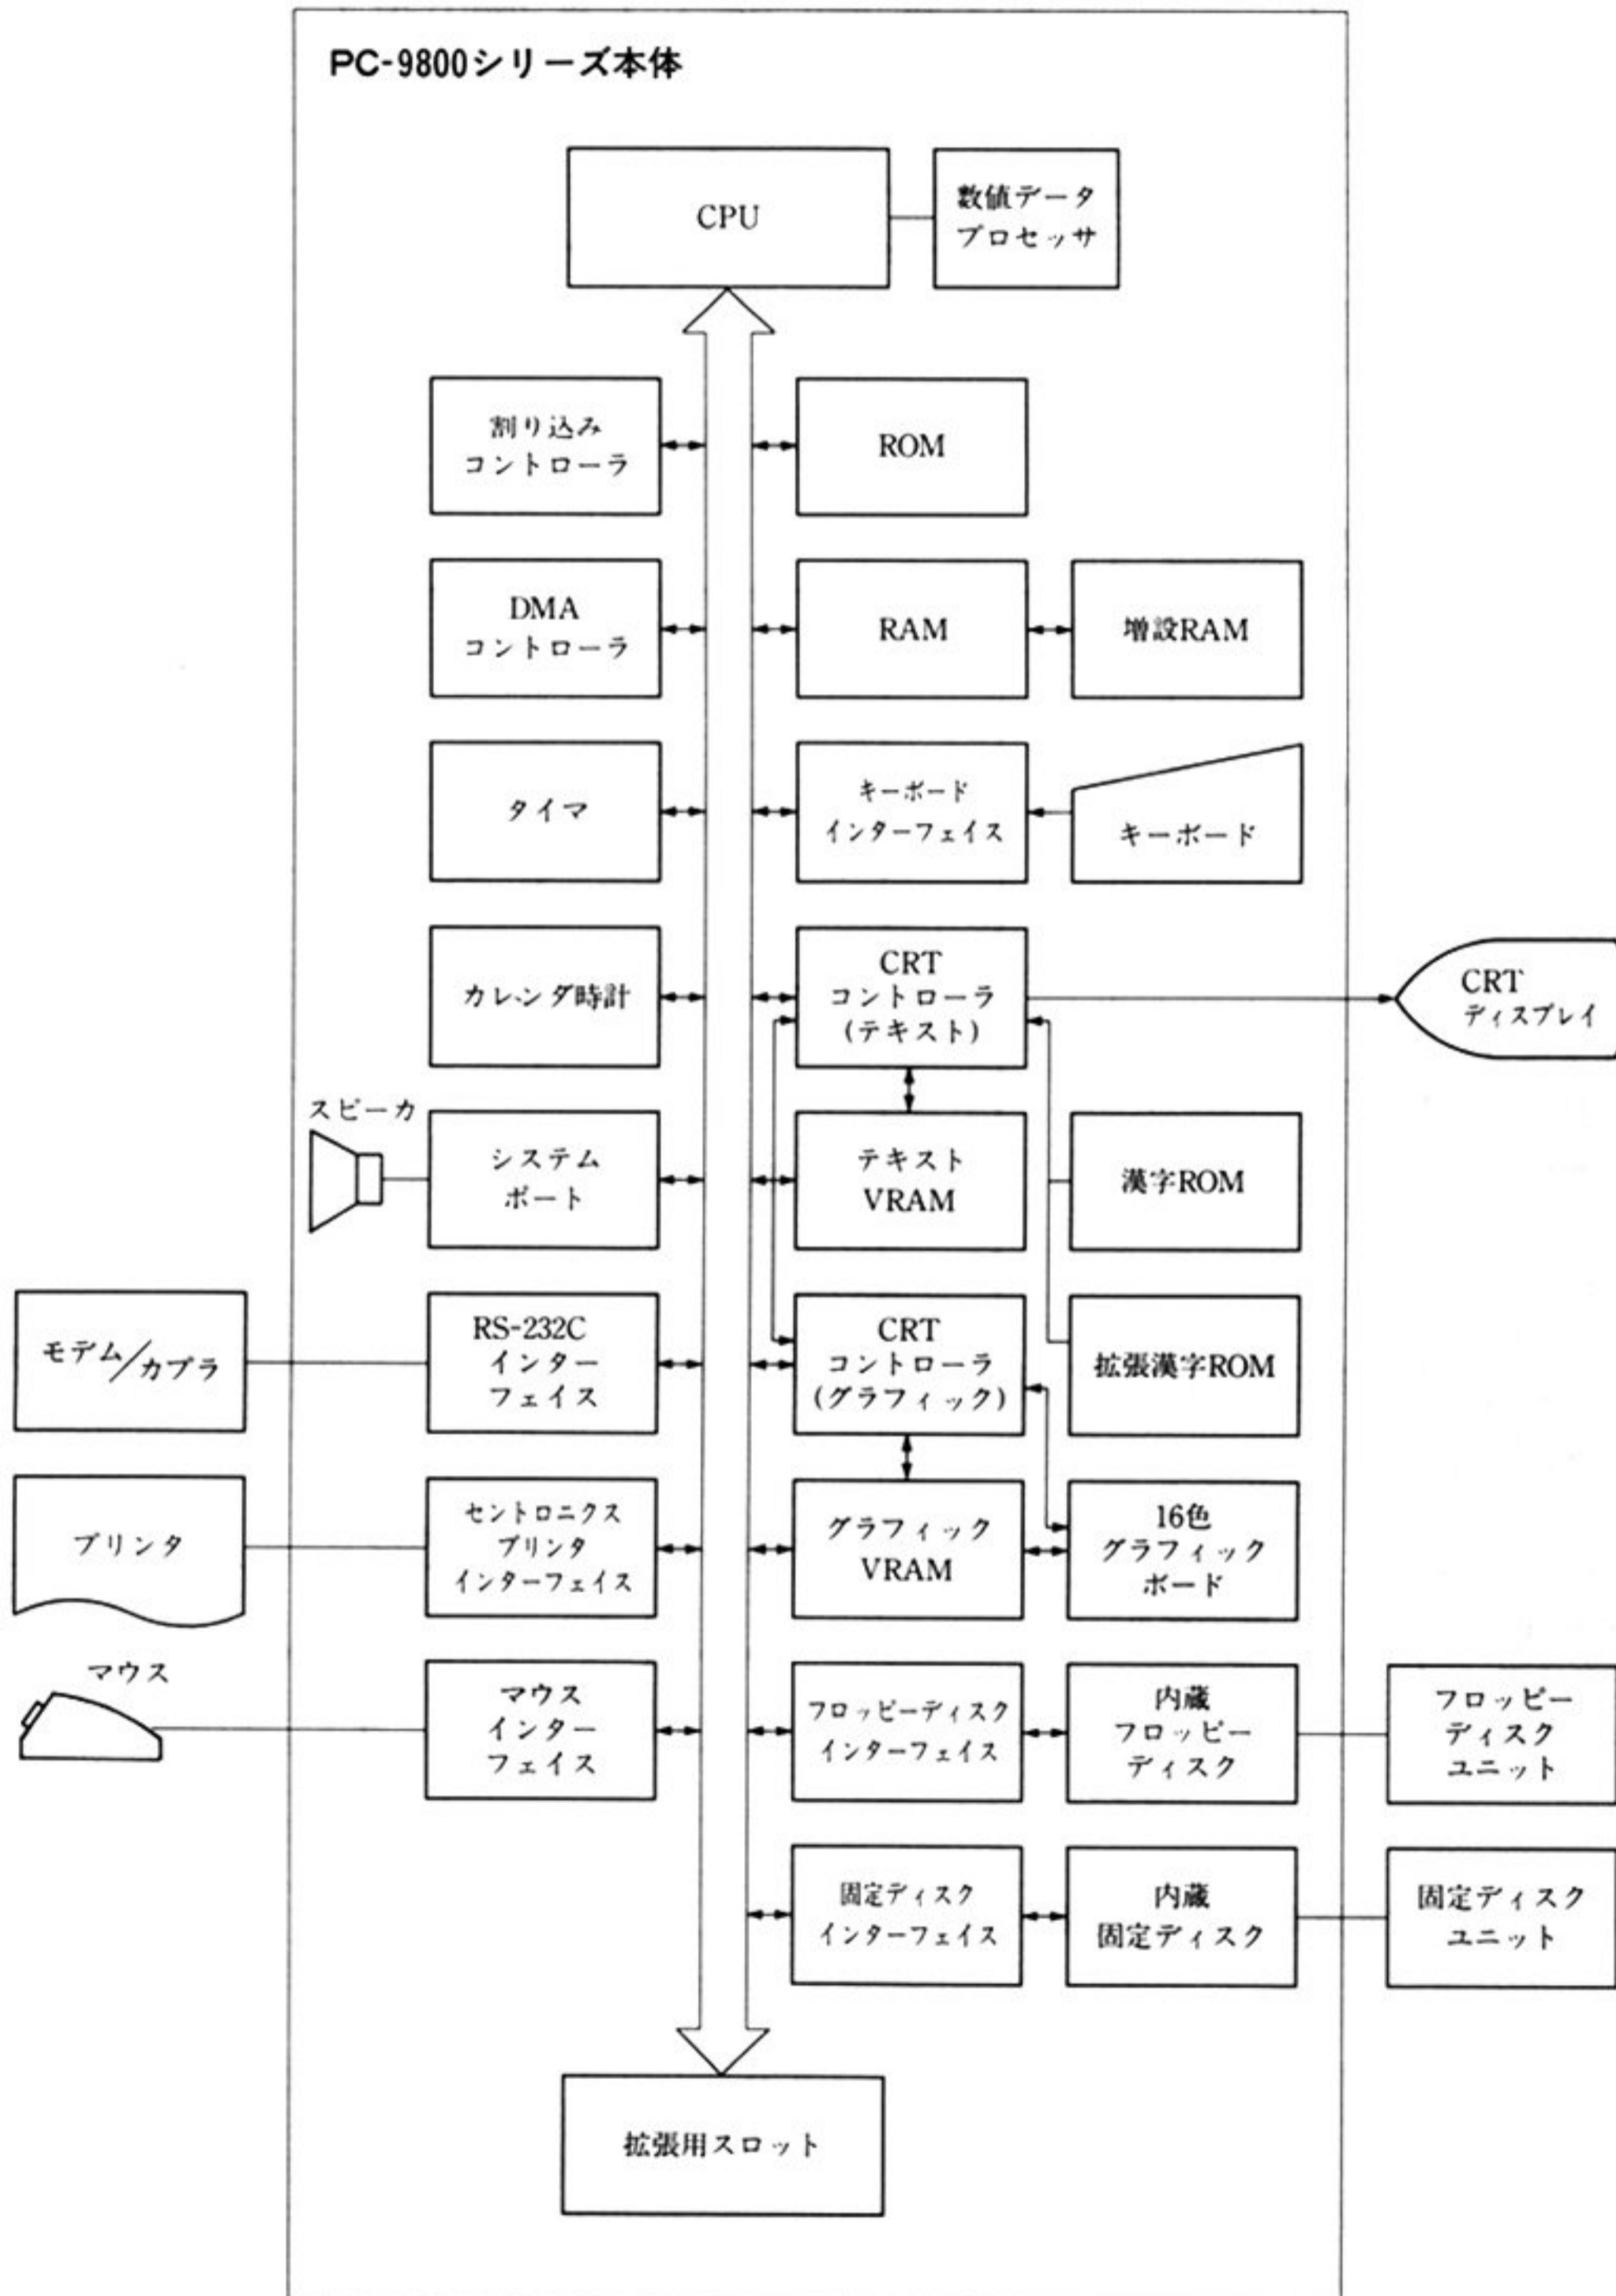 PC-9800シリーズ本体
CPU
数値データ
プロセッサ
割り込み
コントローラ
ROM
DMA
コントローラ
RAM
増設RAM
タイマ
キーボード
インターフェイス
キーボード
カレンダ時計
CRT
コントローラ
(テキスト)
CRT
ディスプレイ
スピーカ
システム
ポート
テキスト
VRAM
漢字ROM
モデム/カプラ
RS-232C
インター
フェイス
CRT
コントローラ
(グラフィック)
拡張漢字ROM
プリンタ
セントロニクス
プリンタ
インターフェイス
グラフィック
VRAM
16色
グラフィック
ボード
マウス
マウス
インター
フェイス
フロッピーディスク
インターフェイス
内蔵
フロッピー
ディスク
フロッピー
ディスク
ユニット
固定ディスク
インターフェイス
内蔵
固定ディスク
固定ディスク
ユニット
拡張用スロット